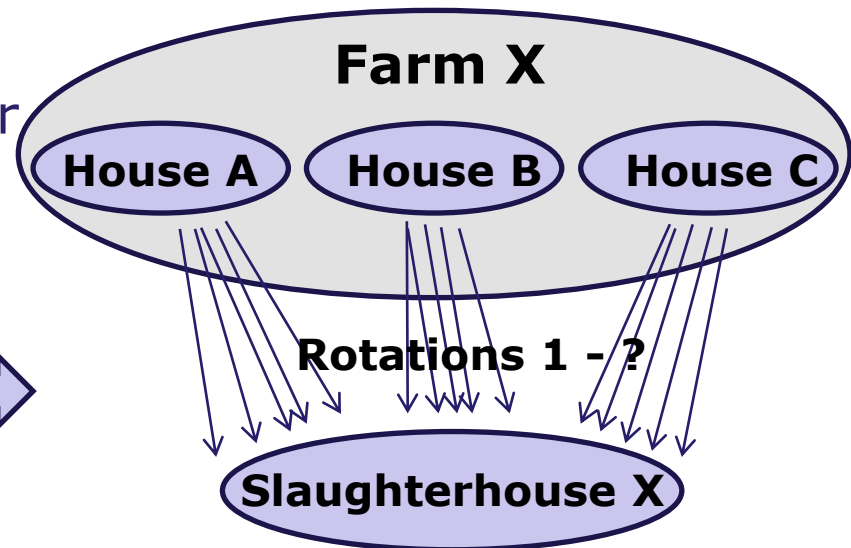 Farm X
r
House A House B House C
Rotations 1 - ?
Slaughterhouse X